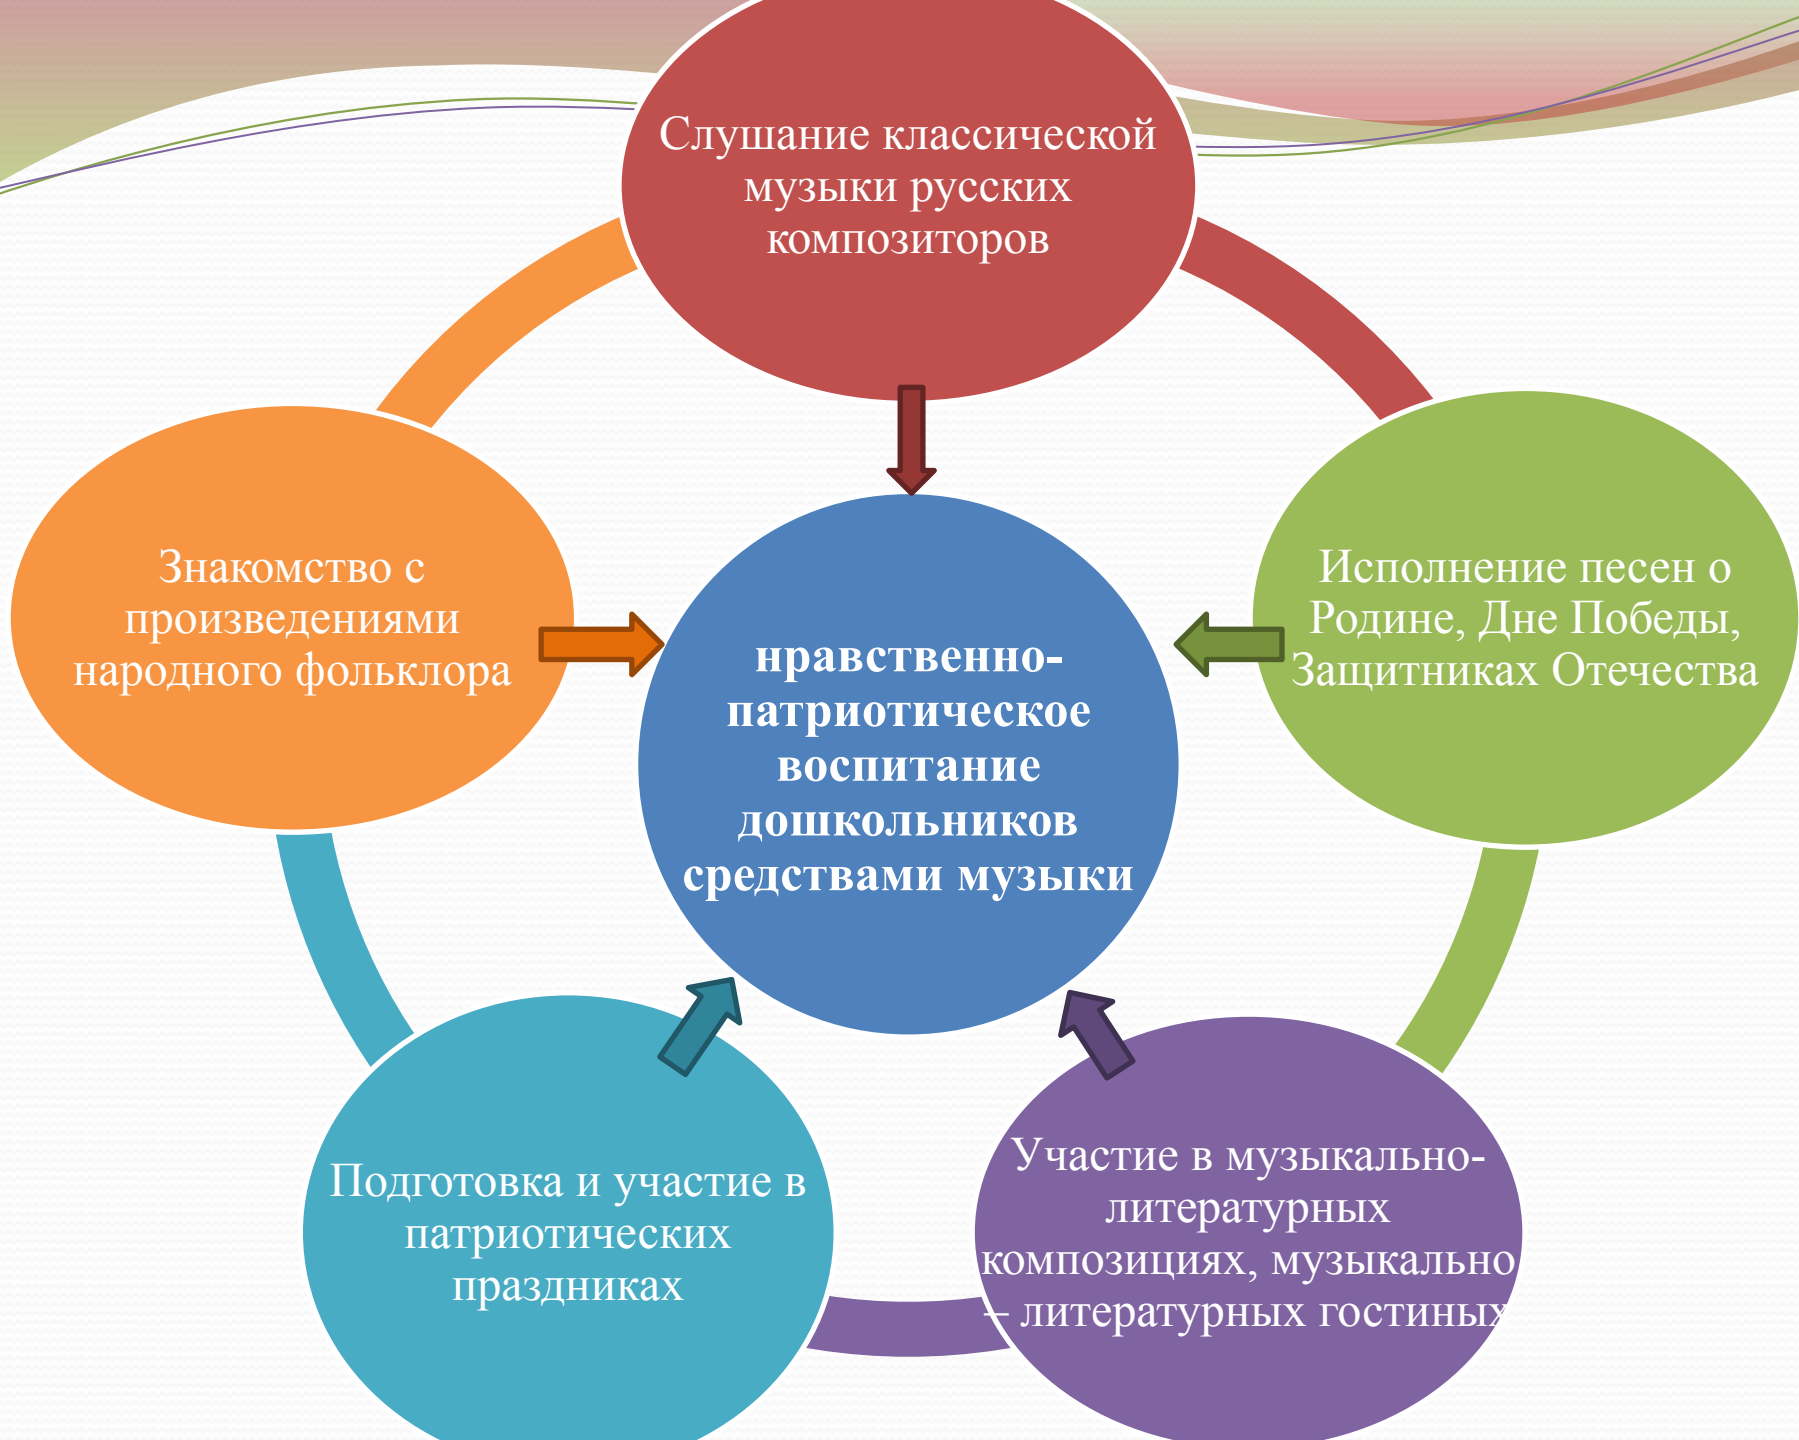 Слушание классической
музыки русских
композиторов
Знакомство с
произведениями
народного фольклора
Исполнение песен о
Родине, Дне Победы,
Защитниках Отечества
нравственно-
патриотическое
воспитание
дошкольников
средствами музыки
Подготовка и участие в
патриотических
праздниках
Участие в музыкально-
литературных
композициях, музыкально
– литературных гостиных